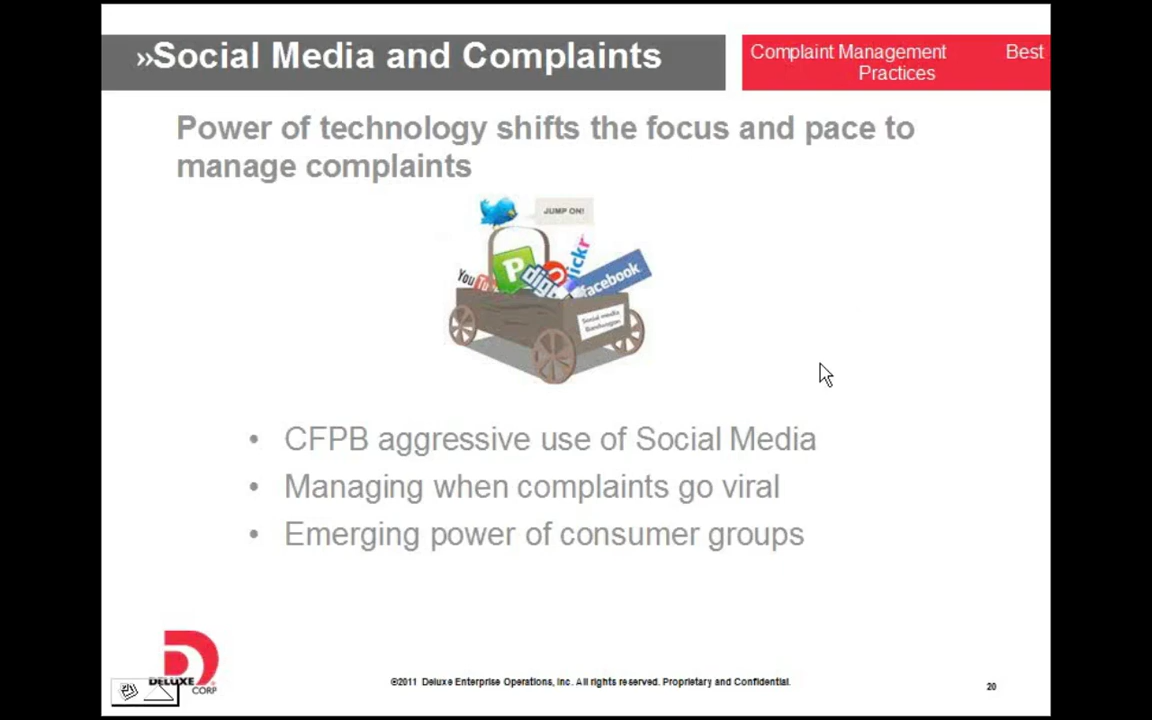 »Social Media and Complaints
Complaint Management Best
Practices
Power of technology shifts the focus and pace to
manage complaints
JUMP ON!
You
P
digg
flickr
facebook
Social media
Bandwagon
• CFPB aggressive use of Social Media
• Managing when complaints go viral
• Emerging power of consumer groups
DELUXE
CORP
©2011 Deluxe Enterprise Operations, Inc. All rights reserved. Proprietary and Confidential.
20